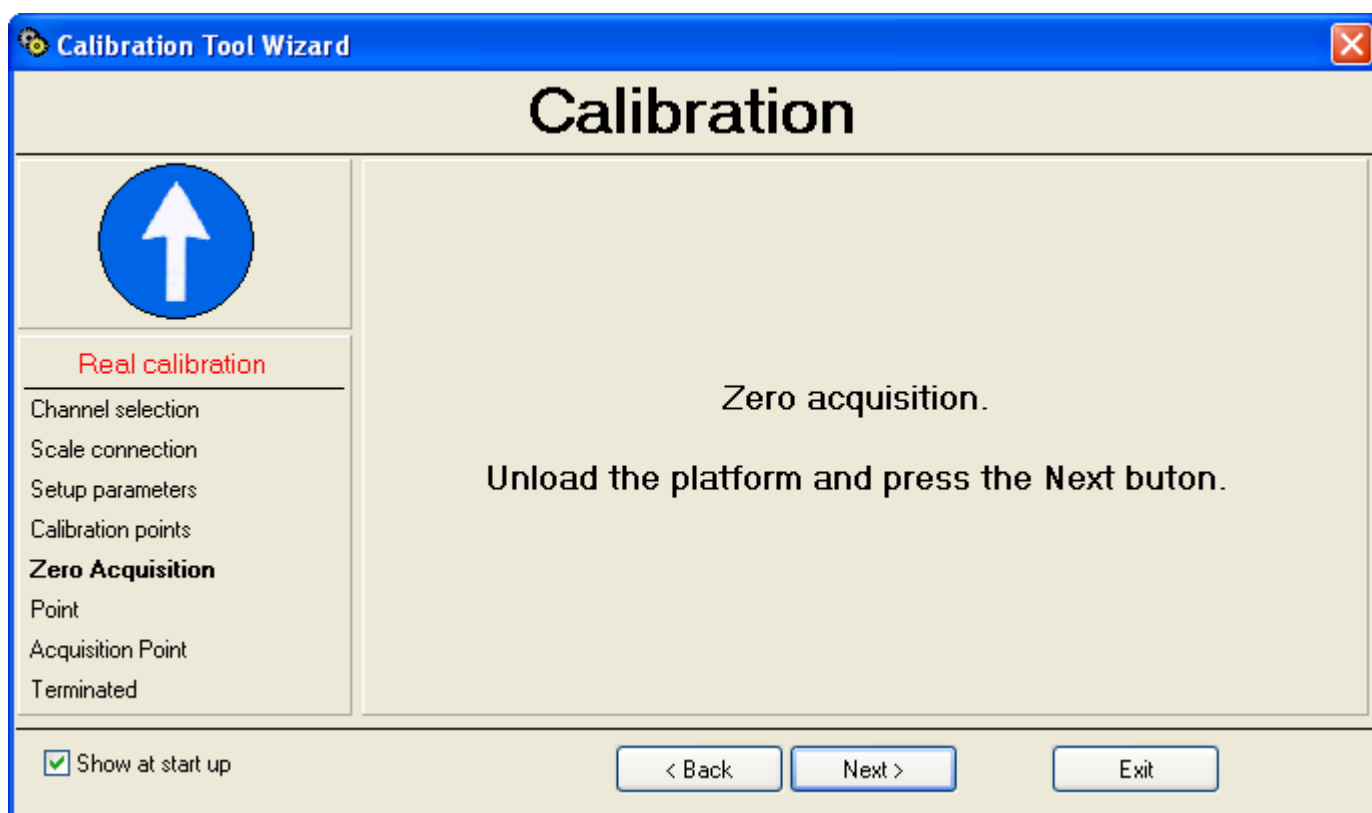 Calibration Tool Wizard
Calibration
Real calibration
Channel selection
Scale connection
Setup parameters
Calibration points
Zero Acquisition
Point
Acquisition Point
Terminated
Zero acquisition.
Unload the platform and press the Next buton.
Show at start up
< Back
Next >
Exit